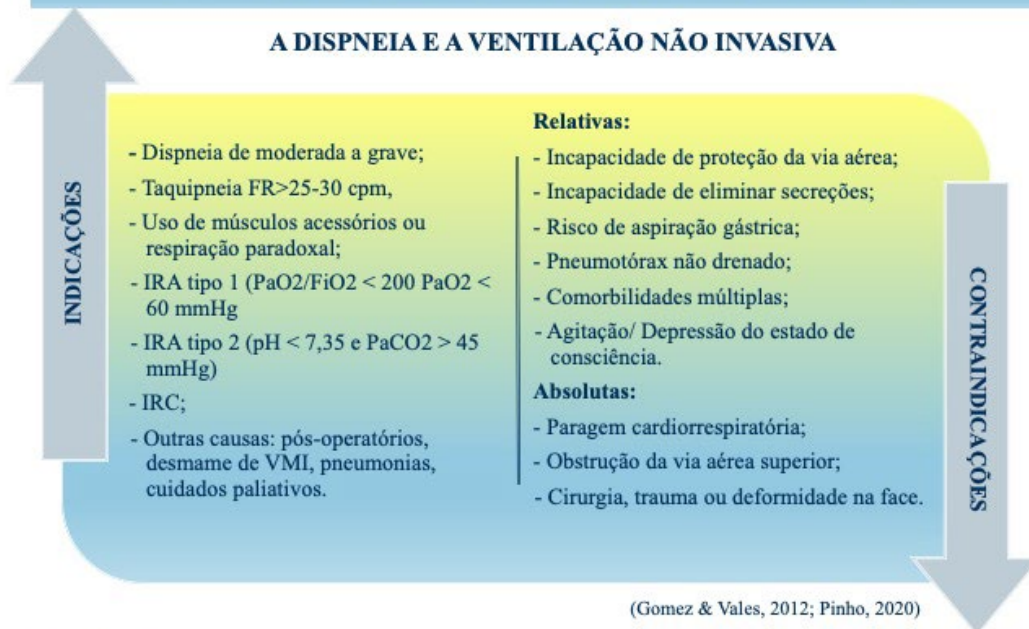 A DISPNEIA E A VENTILAÇÃO NÃO INVASIVA
INDICAÇÕES
- Dispneia de moderada a grave;
- Taquipneia FR>25-30 cpm,
- Uso de músculos acessórios ou
respiração paradoxal;
- IRA tipo 1 (PaO2/FiO2 < 200 PaO2 <
60 mmHg
- IRA tipo 2 (pH < 7,35 e PaCO2 > 45
mmHg)
- IRC;
- Outras causas: pós-operatórios,
desmame de VMI, pneumonias,
cuidados paliativos.
Relativas:
- Incapacidade de proteção da via aérea;
- Incapacidade de eliminar secreções;
- Risco de aspiração gástrica;
- Pneumotórax não drenado;
- Comorbilidades múltiplas;
- Agitação/ Depressão do estado de
consciência.
Absolutas:
- Paragem cardiorrespiratória;
- Obstrução da via aérea superior;
- Cirurgia, trauma ou deformidade na face.
CONTRAINDICAÇÕES
(Gomez & Vales, 2012; Pinho, 2020)